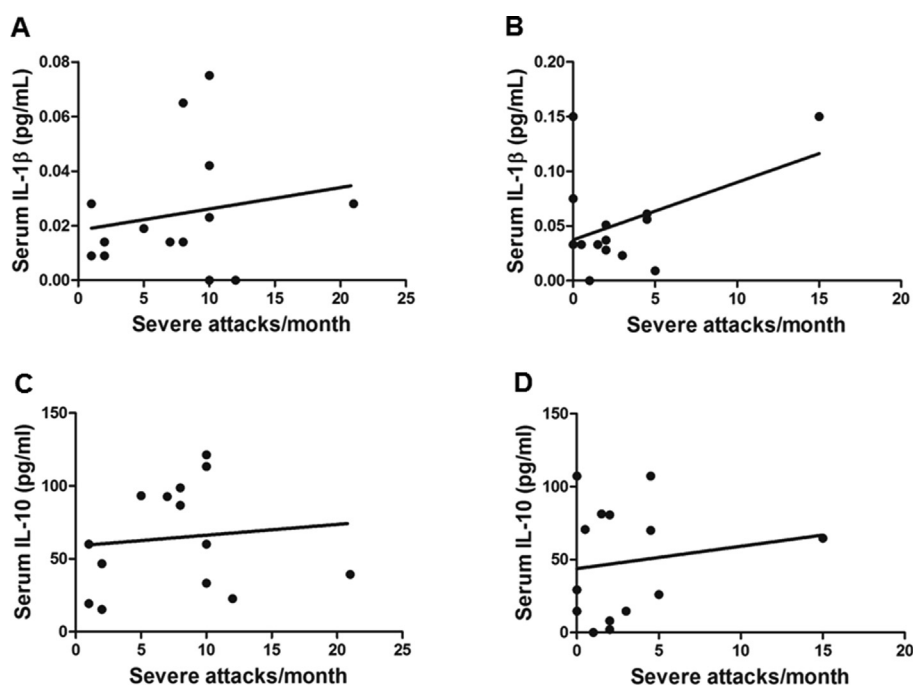 A
Serum IL-1β (pg/mL)
0.08
0.06
0.04
0.02
0.00
0 5 10 15 20 25
Severe attacks/month
B
Serum IL-1β (pg/mL)
0.20
0.15
0.10
0.05
0.00
0 5 10 15 20
Severe attacks/month
C
Serum IL-10 (pg/ml)
150
100
50
0
0 5 10 15 20 25
Severe attacks/month
D
Serum IL-10 (pg/ml)
150
100
50
0
0 5 10 15 20
Severe attacks/month